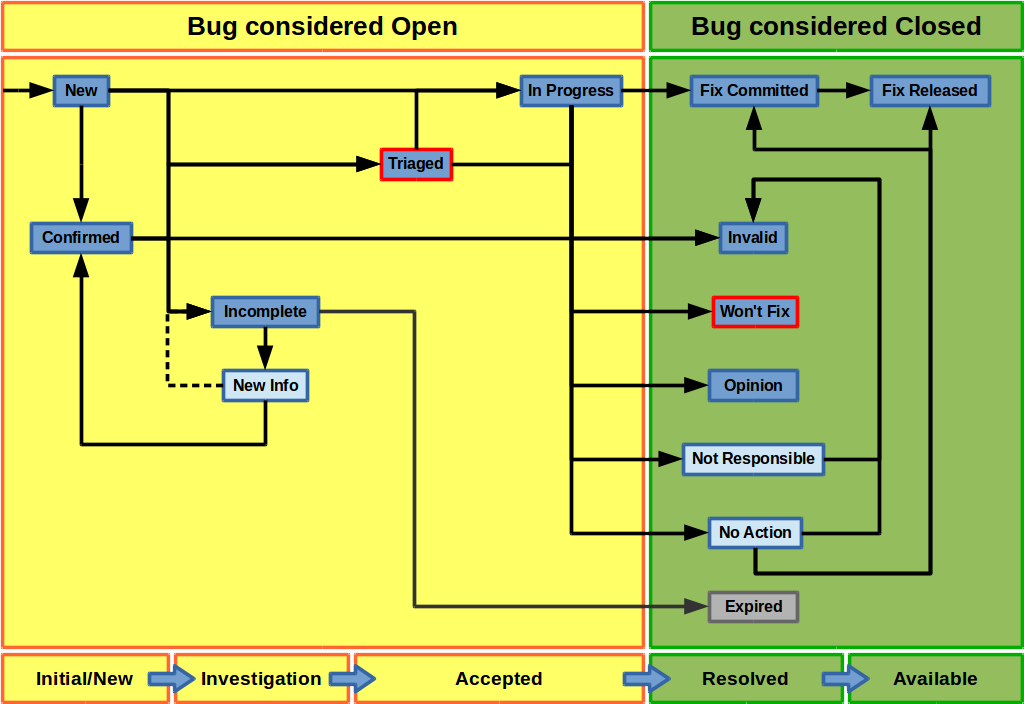 Bug considered Open
Bug considered Closed
New
In Progress
Fix Committed
Fix Released
Triaged
Confirmed
Invalid
Incomplete
Won't Fix
New Info
Opinion
Not Responsible
No Action
Expired
Initial/New
Investigation
Accepted
Resolved
Available